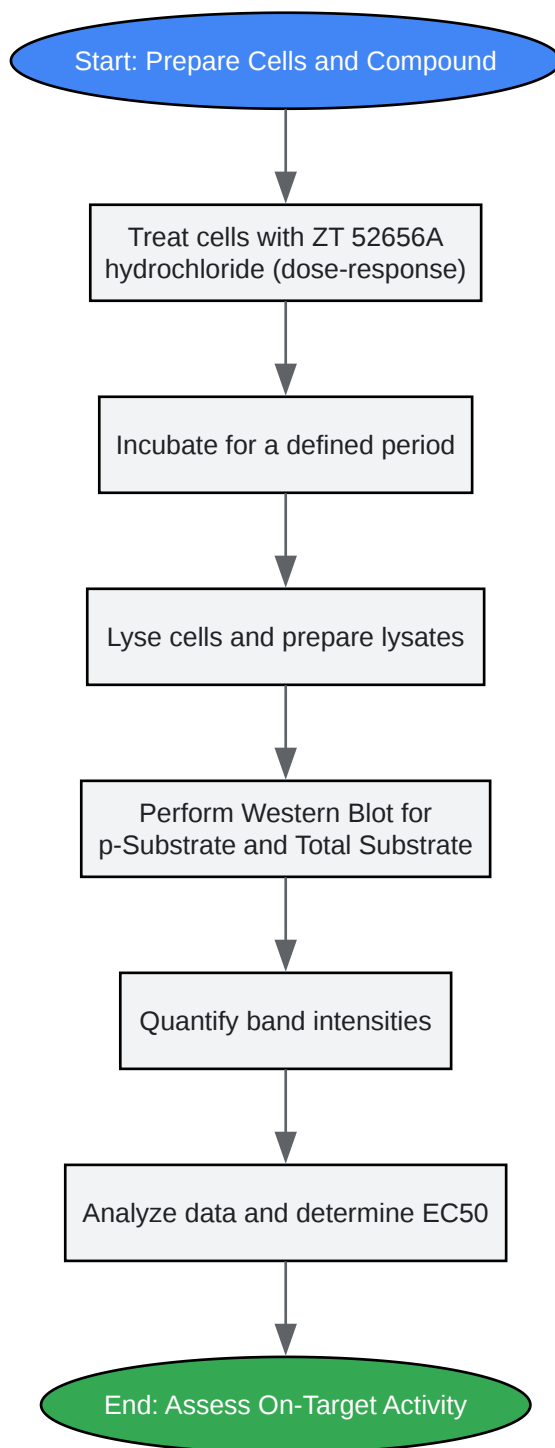 Start: Prepare Cells and Compound
Treat cells with ZT 52656A
hydrochloride (dose-response)
Incubate for a defined period
Lyse cells and prepare lysates
Perform Western Blot for
p-Substrate and Total Substrate
Quantify band intensities
Analyze data and determine EC50
End: Assess On-Target Activity